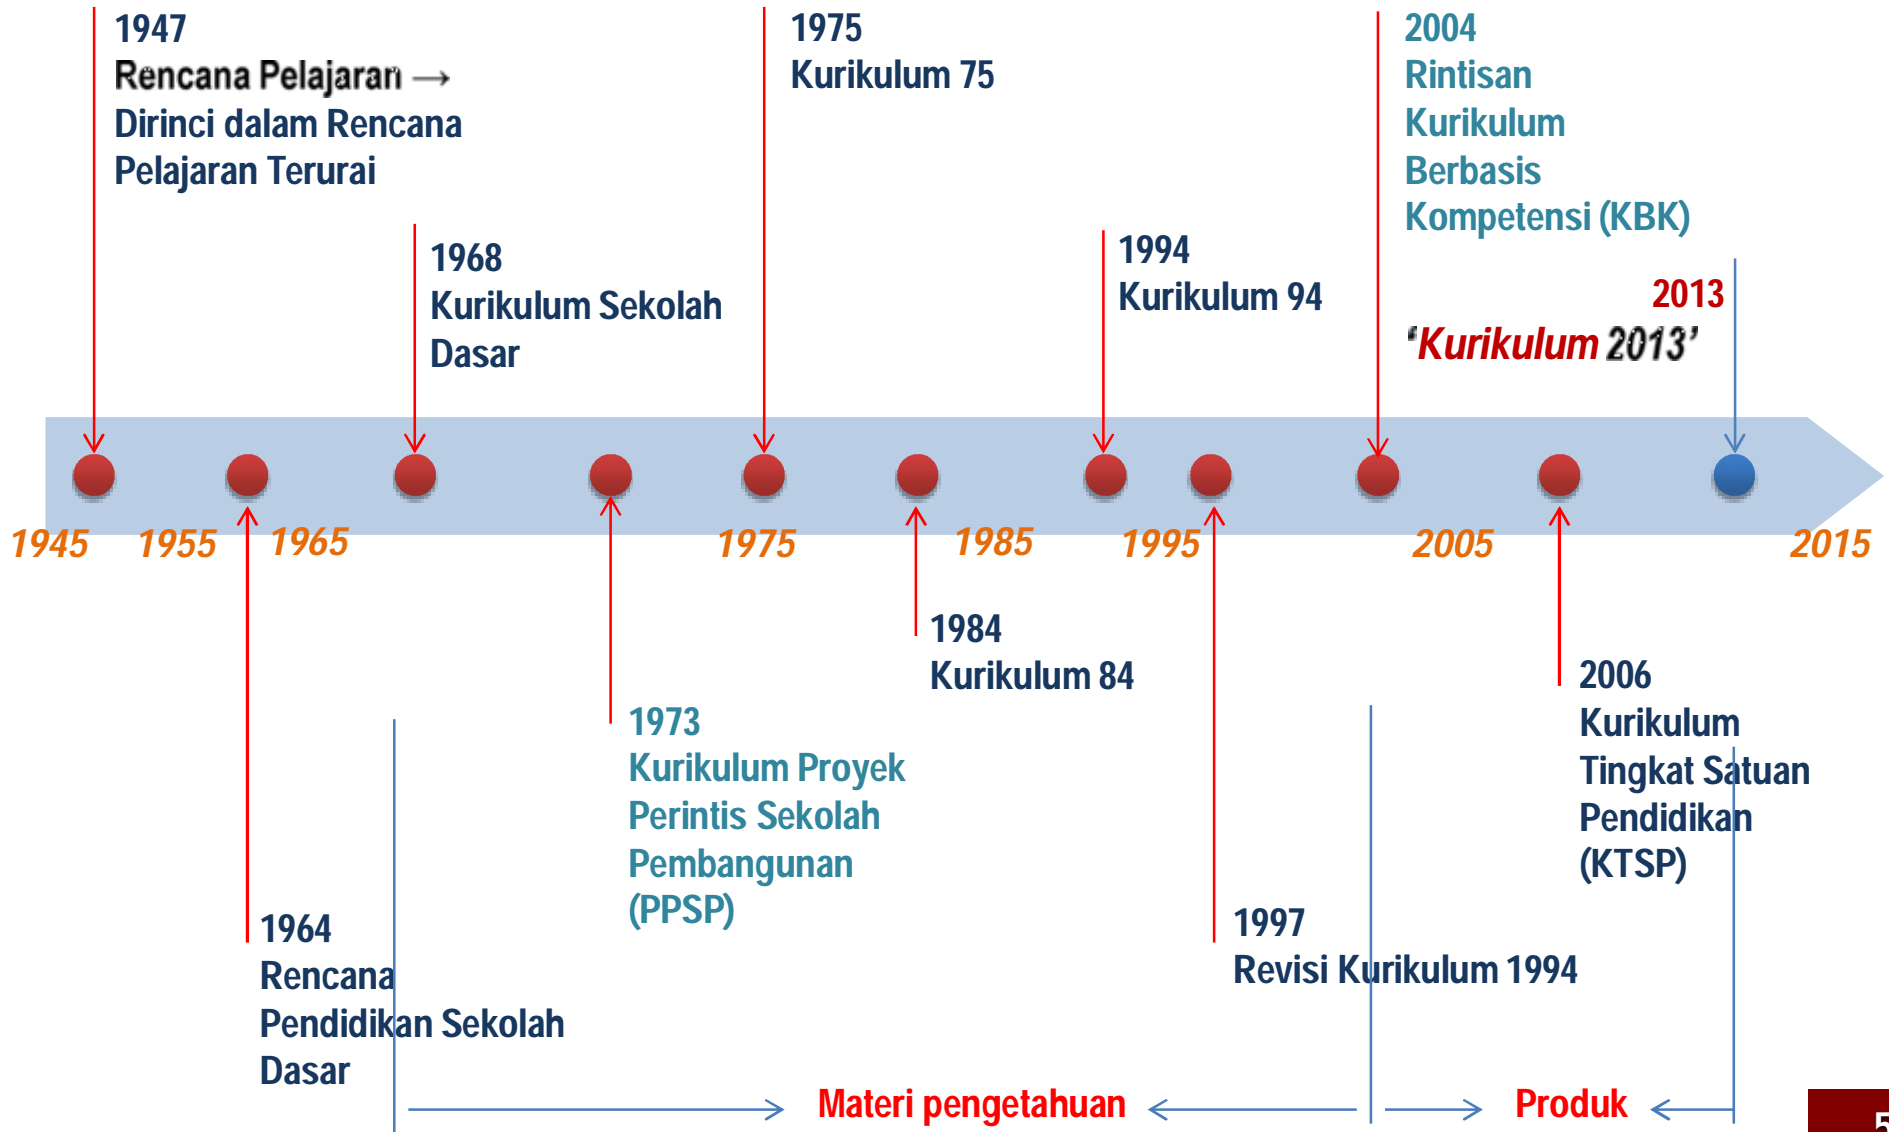 1947
Rencana Pelajaran →
Dirinci dalam Rencana
Pelajaran Terurai
1975
Kurikulum 75
2004
Rintisan
Kurikulum
Berbasis
Kompetensi (KBK)
1968
Kurikulum Sekolah
Dasar
1994
Kurikulum 94
2013
‘Kurikulum 2013’
1945
1955
1965
1975
1985
1995
2005
2015
1964
Rencana
Pendidikan Sekolah
Dasar
1973
Kurikulum Proyek
Perintis Sekolah
Pembangunan
(PPSP)
1984
Kurikulum 84
1997
Revisi Kurikulum 1994
2006
Kurikulum
Tingkat Satuan
Pendidikan
(KTSP)
Materi pengetahuan
Produk
5